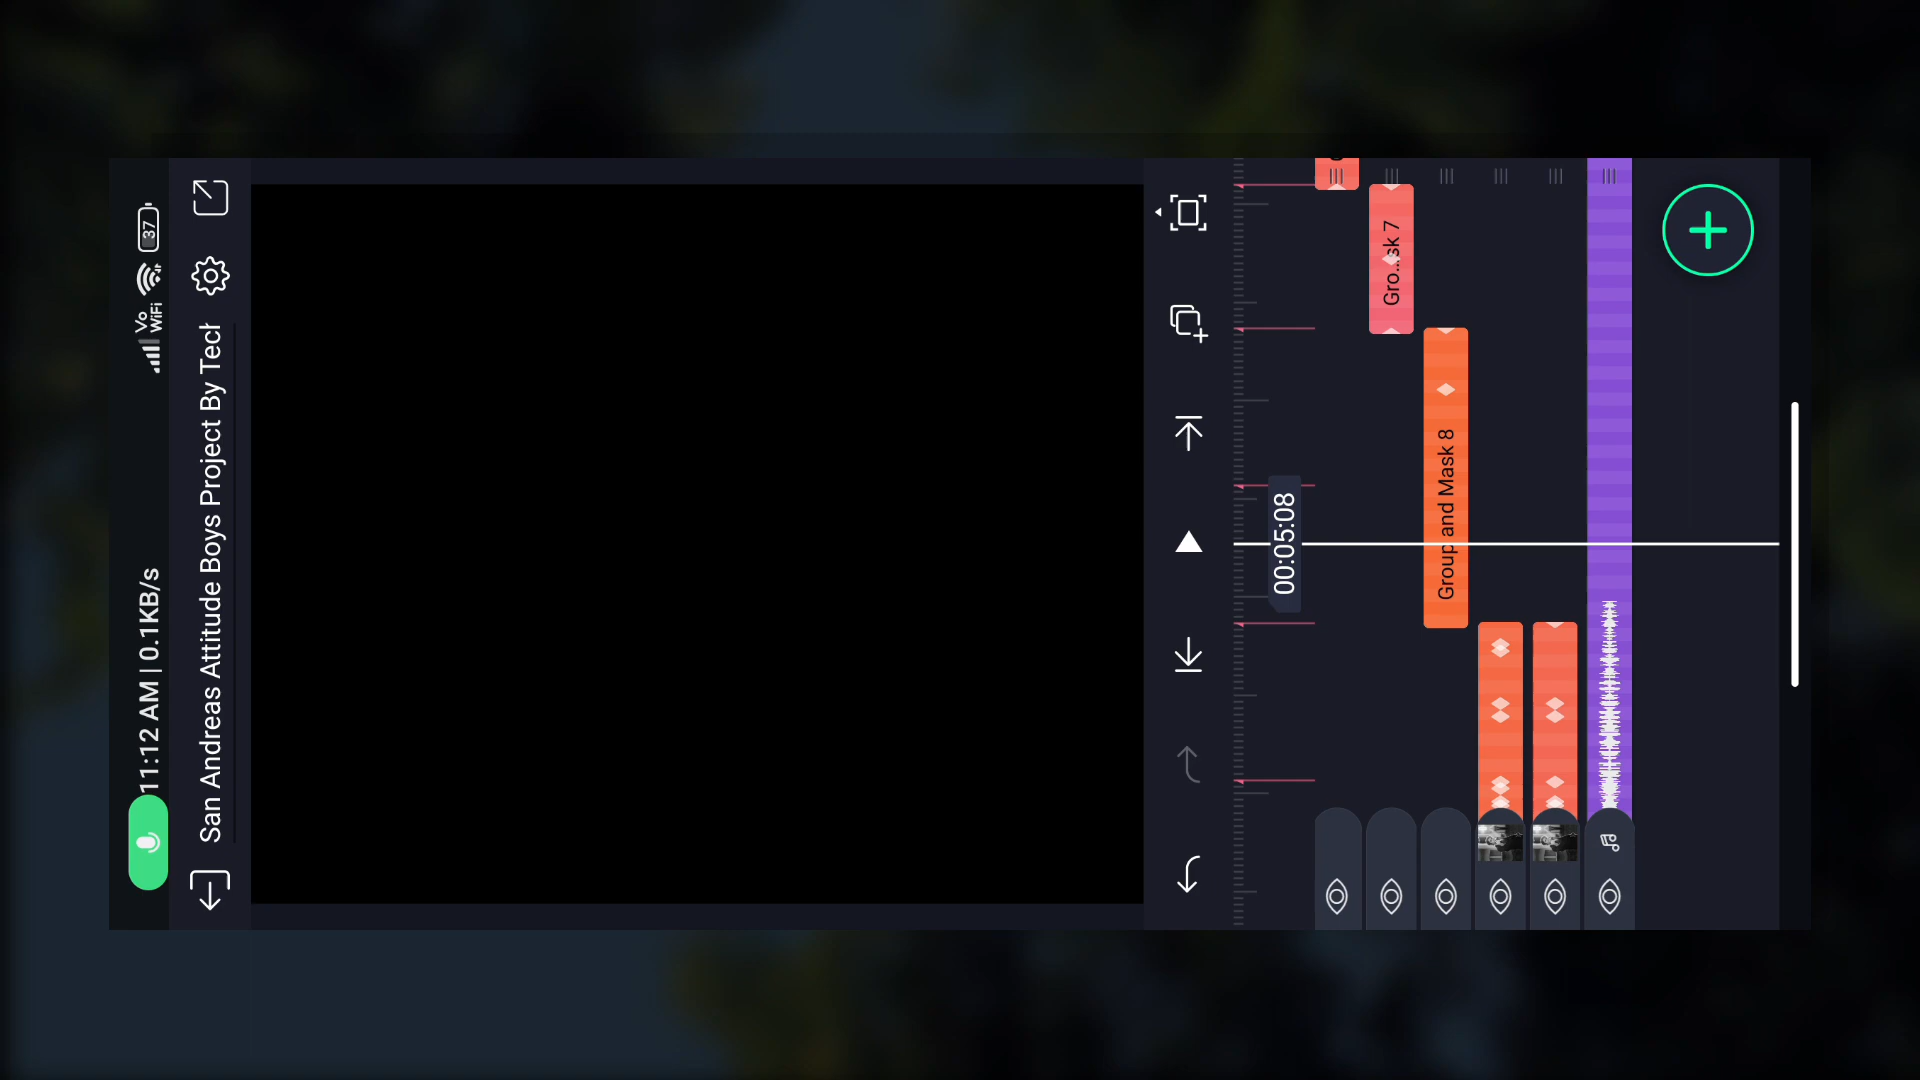 11:12 AM | 0.1KB/s
Vo
WiFi
37
San Andreas Attitude Boys Project By Tech
00:05:08
Gro...sk 7
Group and Mask 8